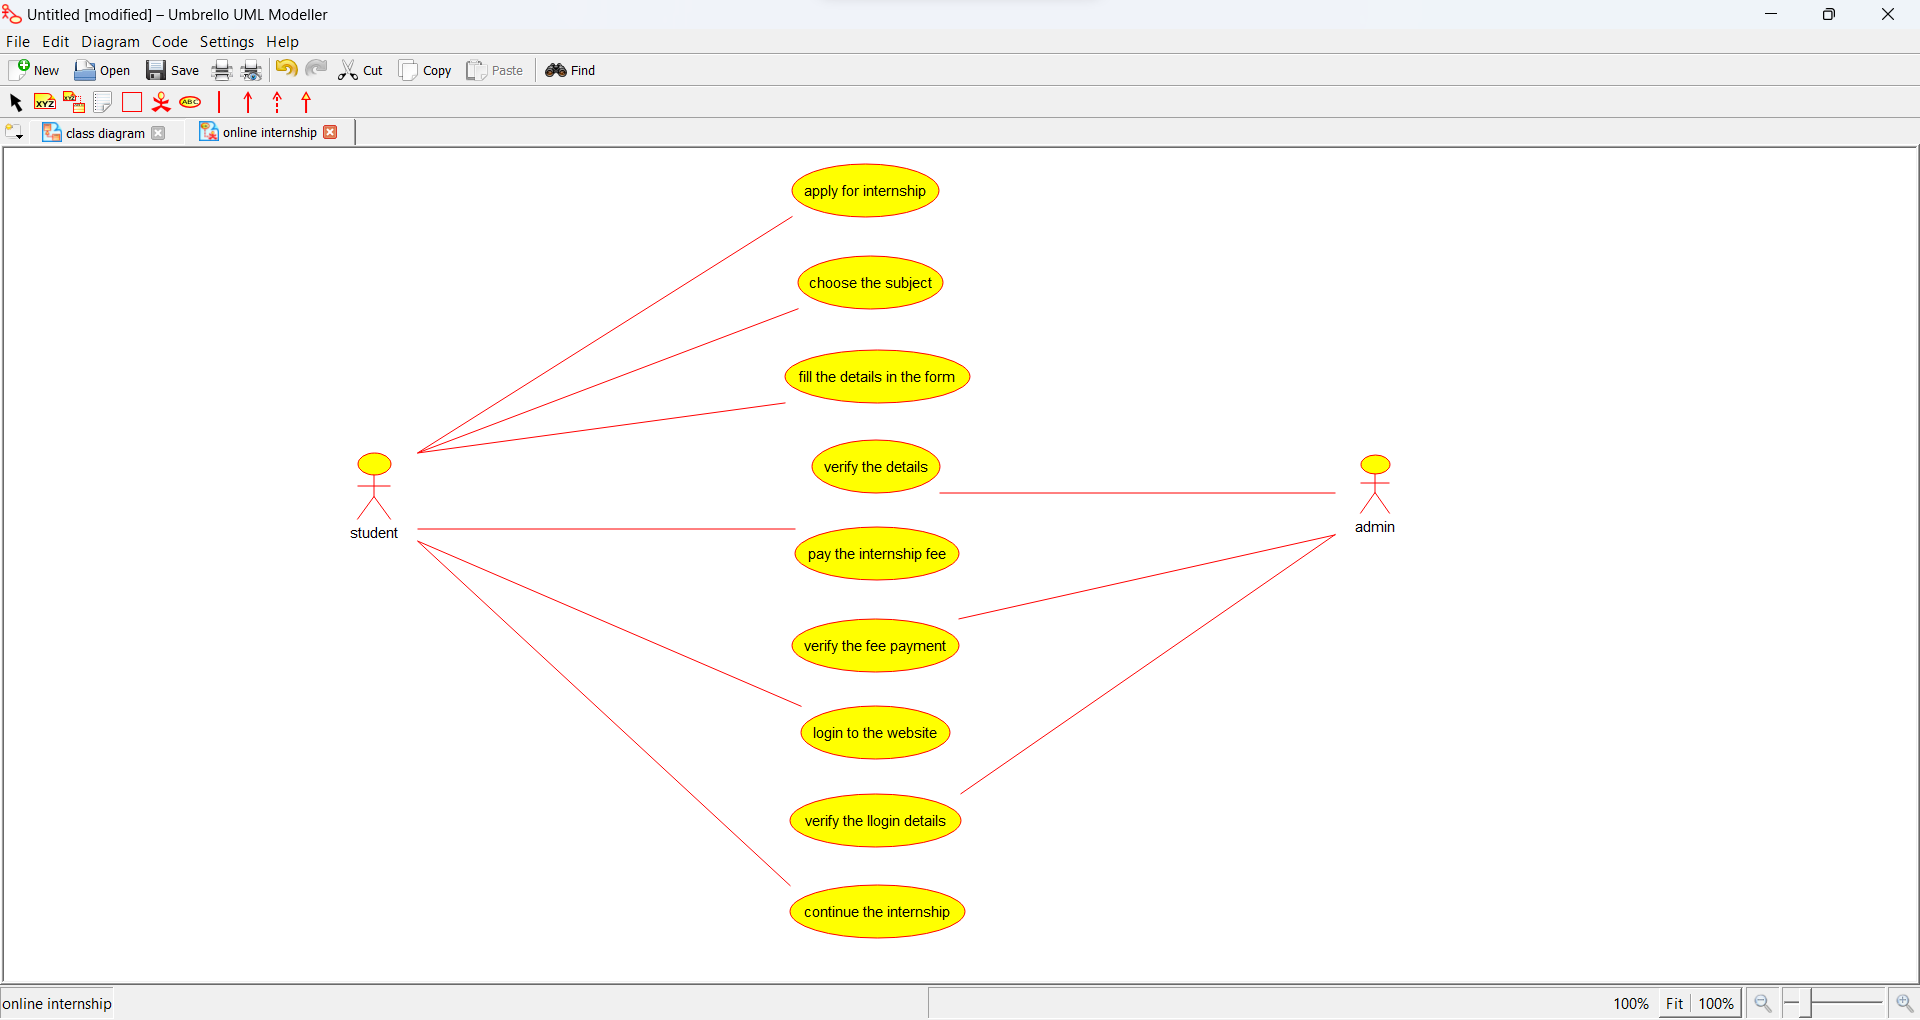 Untitled [modified] – Umbrello UML Modeller
File Edit Diagram Code Settings Help
New Open Save Cut Copy Paste Find
XYZ XYZ ABC
class diagram online internship
apply for internship
choose the subject
fill the details in the form
verify the details
student
admin
pay the internship fee
verify the fee payment
login to the website
verify the llogin details
continue the internship
online internship 100% Fit 100%